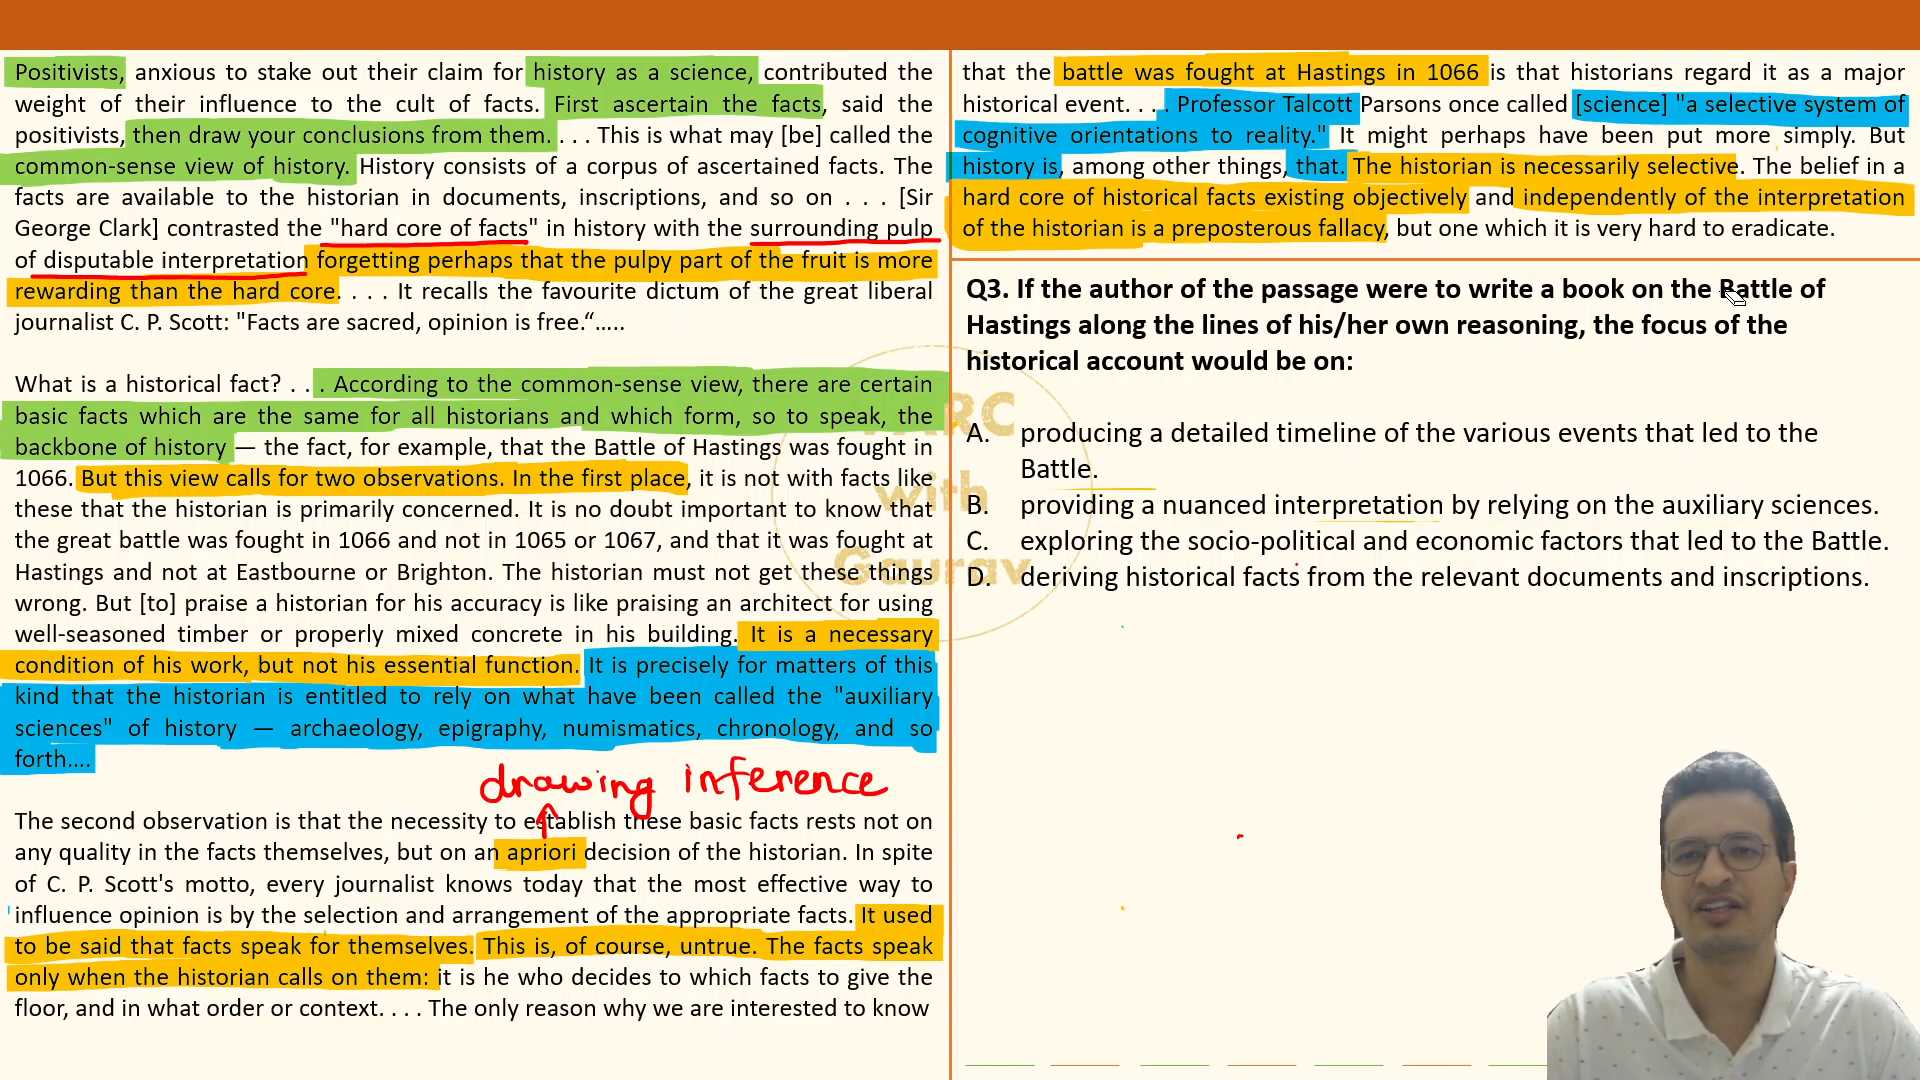 Positivists, anxious to stake out their claim for history as a science, contributed the
weight of their influence to the cult of facts. First ascertain the facts, said the
positivists, then draw your conclusions from them. . . . This is what may [be] called the
common-sense view of history. History consists of a corpus of ascertained facts. The
facts are available to the historian in documents, inscriptions, and so on . . . [Sir
George Clark] contrasted the "hard core of facts" in history with the surrounding pulp
of disputable interpretation forgetting perhaps that the pulpy part of the fruit is more
rewarding than the hard core. . . . It recalls the favourite dictum of the great liberal
journalist C. P. Scott: "Facts are sacred, opinion is free.“.....
What is a historical fact? . . . According to the common-sense view, there are certain
basic facts which are the same for all historians and which form, so to speak, the
backbone of history — the fact, for example, that the Battle of Hastings was fought in
1066. But this view calls for two observations. In the first place, it is not with facts like
these that the historian is primarily concerned. It is no doubt important to know that
the great battle was fought in 1066 and not in 1065 or 1067, and that it was fought at
Hastings and not at Eastbourne or Brighton. The historian must not get these things
wrong. But [to] praise a historian for his accuracy is like praising an architect for using
well-seasoned timber or properly mixed concrete in his building. It is a necessary
condition of his work, but not his essential function. It is precisely for matters of this
kind that the historian is entitled to rely on what have been called the "auxiliary
sciences" of history — archaeology, epigraphy, numismatics, chronology, and so
forth....
drawing inference
The second observation is that the necessity to establish these basic facts rests not on
any quality in the facts themselves, but on an apriori decision of the historian. In spite
of C. P. Scott's motto, every journalist knows today that the most effective way to
influence opinion is by the selection and arrangement of the appropriate facts. It used
to be said that facts speak for themselves. This is, of course, untrue. The facts speak
only when the historian calls on them: it is he who decides to which facts to give the
floor, and in what order or context. . . . The only reason why we are interested to know
that the battle was fought at Hastings in 1066 is that historians regard it as a major
historical event. . . . Professor Talcott Parsons once called [science] "a selective system of
cognitive orientations to reality." It might perhaps have been put more simply. But
history is, among other things, that. The historian is necessarily selective. The belief in a
hard core of historical facts existing objectively and independently of the interpretation
of the historian is a preposterous fallacy, but one which it is very hard to eradicate.
Q3. If the author of the passage were to write a book on the Battle of
Hastings along the lines of his/her own reasoning, the focus of the
historical account would be on:
A. producing a detailed timeline of the various events that led to the
Battle.
B. providing a nuanced interpretation by relying on the auxiliary sciences.
C. exploring the socio-political and economic factors that led to the Battle.
D. deriving historical facts from the relevant documents and inscriptions.
with
Gaurav